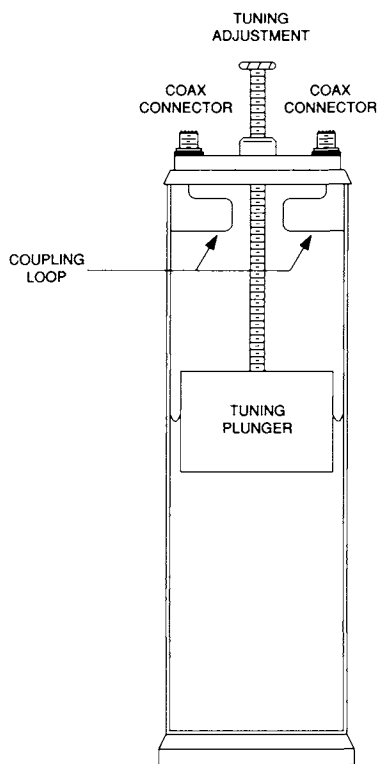 TUNING
ADJUSTMENT
COAX
CONNECTOR
COAX
CONNECTOR
COUPLING
LOOP
TUNING
PLUNGER